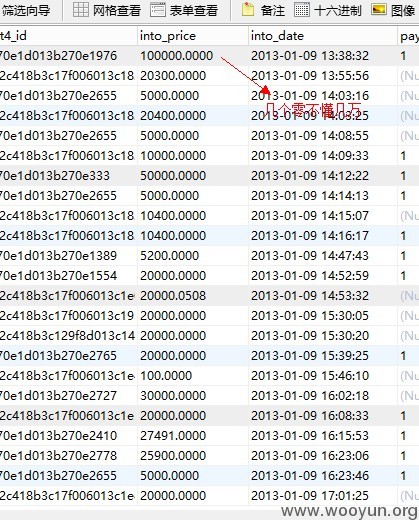 筛选向导 网格查看 表单查看 备注 十六进制 图像
t4_id into_price into_date pay
70e1d013b270e1976 100000.0000 2013-01-09 13:38:32 1
2c418b3c17f006013c18 20300.0000 2013-01-09 13:55:56 (Nu
70e1d013b270e2655 5000.0000 2013-01-09 14:03:16 1
几个零不懂几万
2c418b3c17f006013c18 20400.0000 2013-01-09 14:03:25 (Nu
70e1d013b270e2655 5000.0000 2013-01-09 14:08:55 1
2c418b3c17f006013c18 10000.0000 2013-01-09 14:09:33 1
70e1d013b270e333 50000.0000 2013-01-09 14:12:22 1
70e1d013b270e2655 5000.0000 2013-01-09 14:14:13 1
2c418b3c17f006013c18 10400.0000 2013-01-09 14:15:07 (Nu
2c418b3c17f006013c18 10400.0000 2013-01-09 14:16:17 1
70e1d013b270e1389 5200.0000 2013-01-09 14:47:43 1
70e1d013b270e1554 20000.0000 2013-01-09 14:52:59 1
2c418b3c17f006013c1e 20000.0508 2013-01-09 14:53:32 (Nu
2c418b3c17f006013c19 20000.0000 2013-01-09 15:30:05 (Nu
2c418b3c129f8d013c14 20000.0000 2013-01-09 15:30:20 (Nu
70e1d013b270e2765 20000.0000 2013-01-09 15:39:25 1
2c418b3c17f006013c1e 100.0000 2013-01-09 15:46:10 (Nu
70e1d013b270e2727 30000.0000 2013-01-09 16:02:18 1
2c418b3c17f006013c1e 20000.0000 2013-01-09 16:08:33 1
70e1d013b270e2410 27491.0000 2013-01-09 16:15:53 1
70e1d013b270e2778 25900.0000 2013-01-09 16:23:06 1
70e1d013b270e2655 5000.0000 2013-01-09 16:23:46 1
2c418b3c17f006013c1e 20000.0000 2013-01-09 17:01:25 (Nu
www.wooyun.org